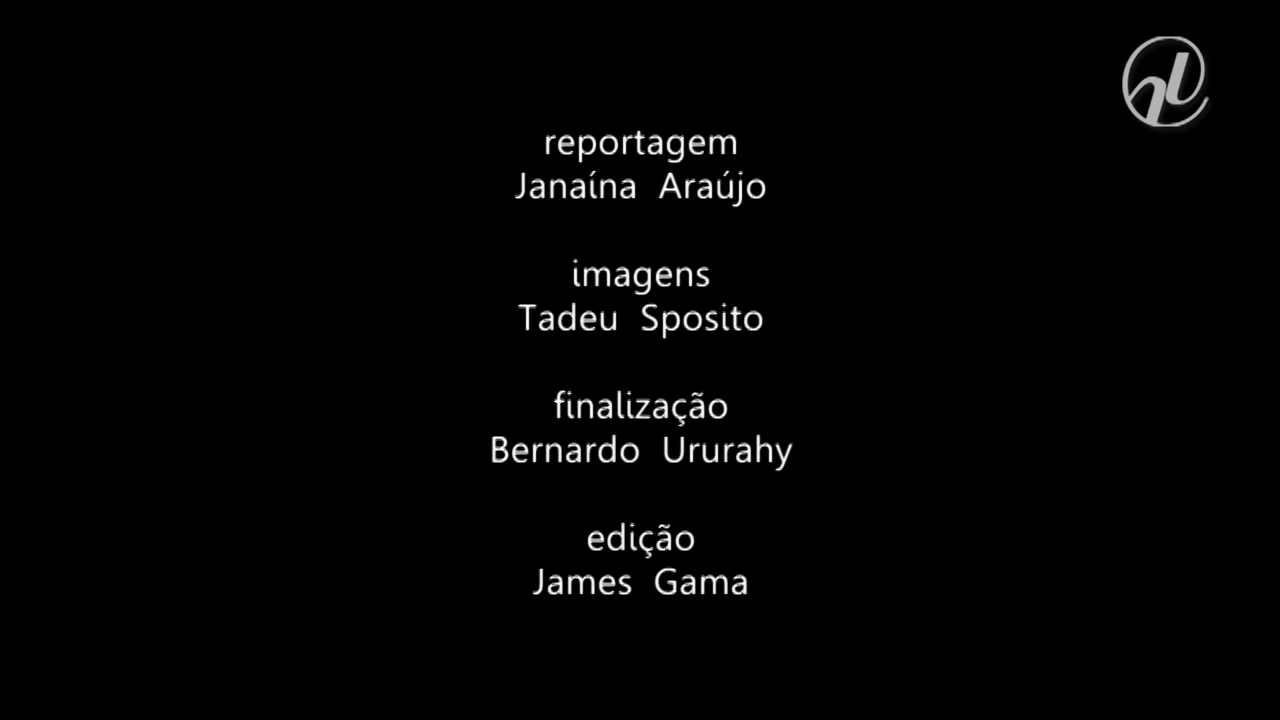 reportagem
Janaína Araújo
imagens
Tadeu Sposito
finalização
Bernardo Ururahy
edição
James Gama